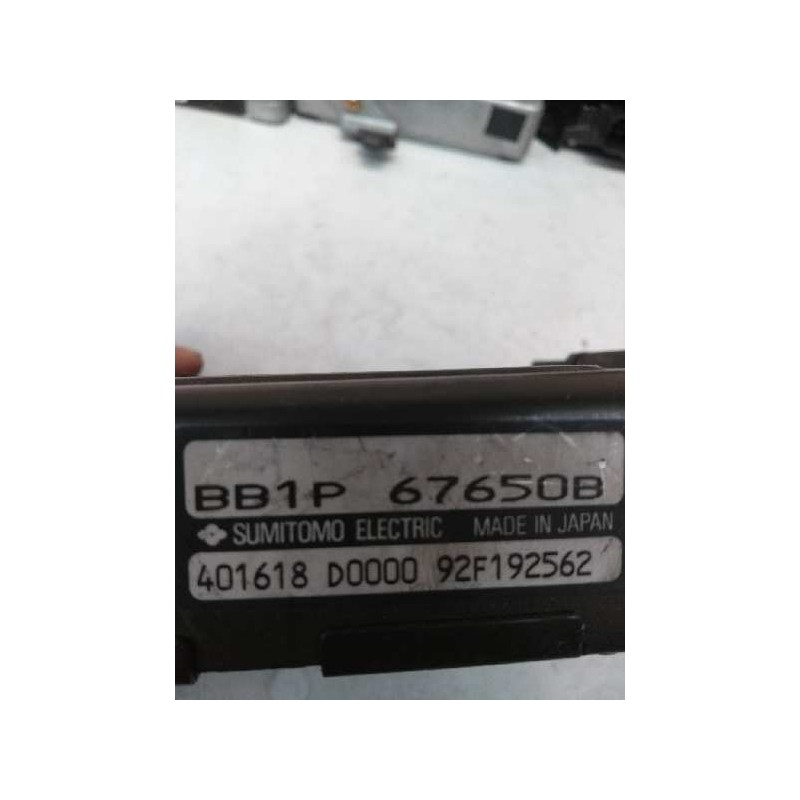 BB1P 67650B
SUMITOMO ELECTRIC MADE IN JAPAN
401618 D0000 92F192562